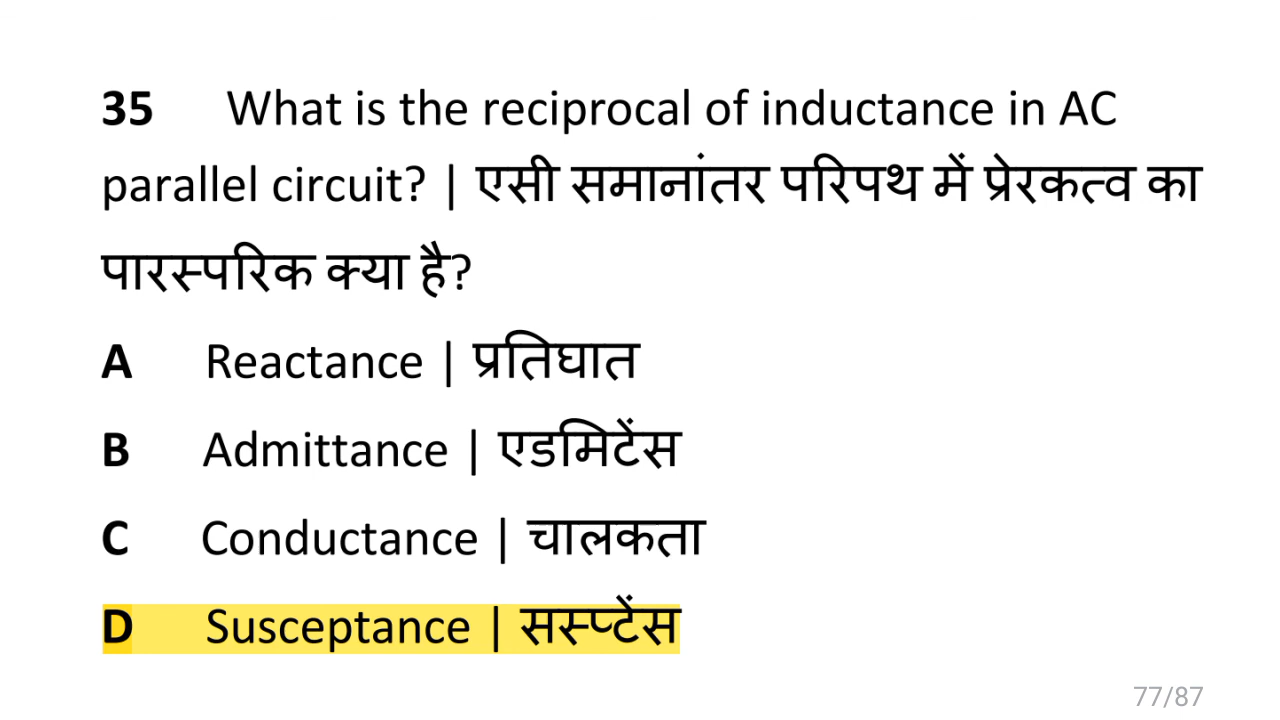 35 What is the reciprocal of inductance in AC
parallel circuit? | एसी समानांतर परिपथ में प्रेरकत्व का
पारस्परिक क्या है?
A Reactance | प्रतिघात
B Admittance | एडमिटेंस
C Conductance | चालकता
D Susceptance | सस्प्टेंस
77/87